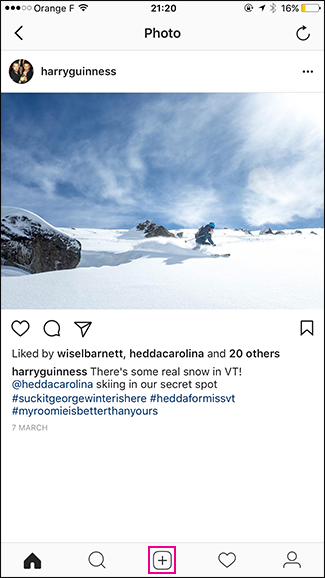 Orange F 21:20 16%
Photo
harryguinness
Liked by wiselbarnett, heddacarolina and 20 others
harryguinness There's some real snow in VT!
@heddacarolina skiing in our secret spot
#suckitgeorgewinterishere #heddaformissvt
#myroomieisbetterthanyours
7 MARCH